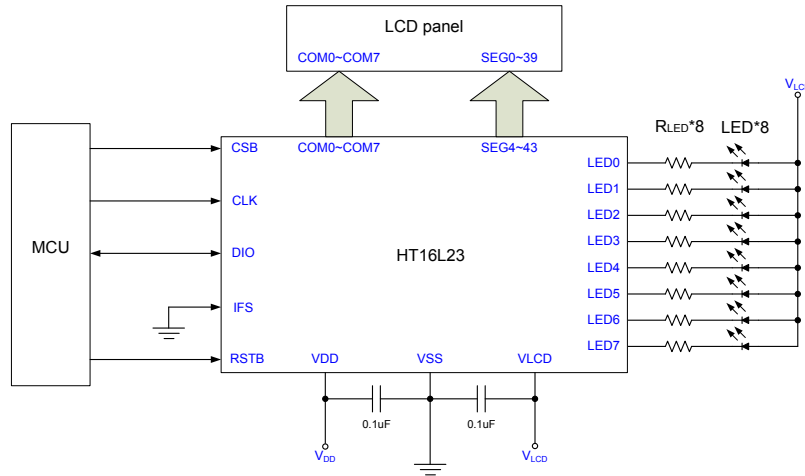 LCD panel
COM0~COM7 SEG0~39
VLC
RLED*8 LED*8
CSB COM0~COM7 SEG4~43
LED0
LED1
CLK
LED2
LED3
MCU DIO HT16L23
LED4
LED5
IFS
LED6
LED7
RSTB VDD VSS VLCD
0.1uF 0.1uF
VDD VLCD